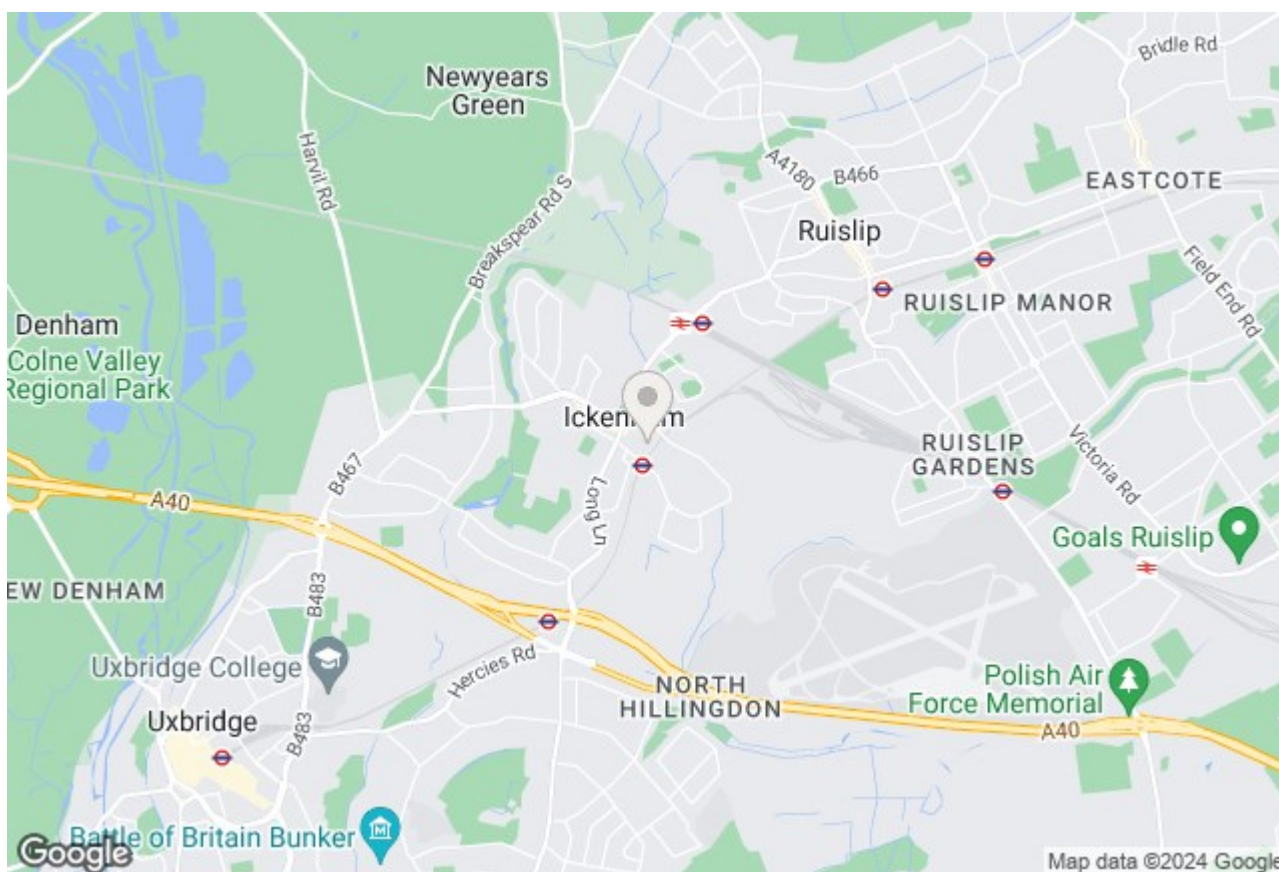 Bridle Rd
Newyears
Green
A4180
B466
EASTCOTE
Harvil Rd
Breakspear Rd S
Ruislip
Field End Rd
RUISLIP MANOR
Denham
Colne Valley
Regional Park
RUISLIP
GARDENS
Victoria Rd
B467
A40
Long Ln
Goals Ruislip
EW DENHAM
B483
Uxbridge College
Hercies Rd
Polish Air
Force Memorial
NORTH
HILLINGDON
A40
Uxbridge
B483
Battle of Britain Bunker
Google
Map data ©2024 Google